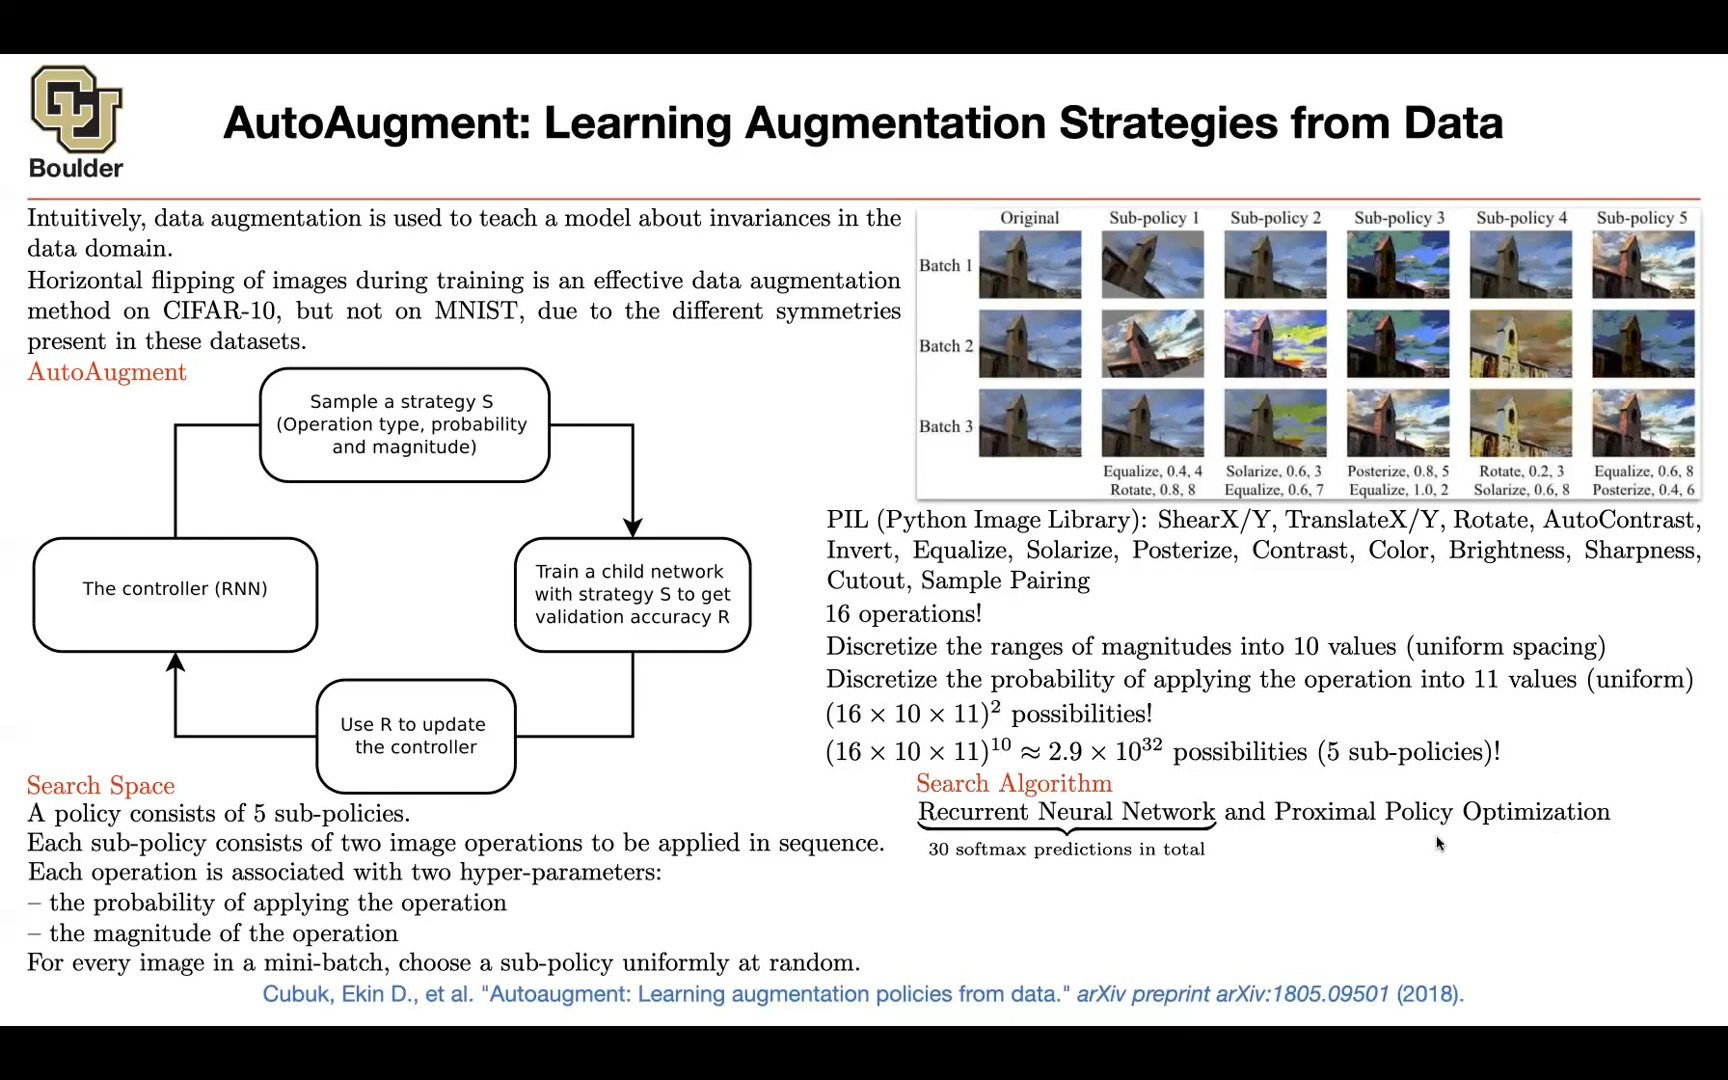 CU
Boulder
AutoAugment: Learning Augmentation Strategies from Data
Intuitively, data augmentation is used to teach a model about invariances in the
data domain.
Horizontal flipping of images during training is an effective data augmentation
method on CIFAR-10, but not on MNIST, due to the different symmetries
present in these datasets.
AutoAugment
Sample a strategy S
(Operation type, probability
and magnitude)
The controller (RNN)
Train a child network
with strategy S to get
validation accuracy R
Use R to update
the controller
Search Space
A policy consists of 5 sub-policies.
Each sub-policy consists of two image operations to be applied in sequence.
Each operation is associated with two hyper-parameters:
– the probability of applying the operation
– the magnitude of the operation
For every image in a mini-batch, choose a sub-policy uniformly at random.
Original Sub-policy 1 Sub-policy 2 Sub-policy 3 Sub-policy 4 Sub-policy 5
Batch 1
Batch 2
Batch 3
Equalize, 0.4, 4 Solarize, 0.6, 3 Posterize, 0.8, 5 Rotate, 0.2, 3 Equalize, 0.6, 8
Rotate, 0.8, 8 Equalize, 0.6, 7 Equalize, 1.0, 2 Solarize, 0.6, 8 Posterize, 0.4, 6
PIL (Python Image Library): ShearX/Y, TranslateX/Y, Rotate, AutoContrast,
Invert, Equalize, Solarize, Posterize, Contrast, Color, Brightness, Sharpness,
Cutout, Sample Pairing
16 operations!
Discretize the ranges of magnitudes into 10 values (uniform spacing)
Discretize the probability of applying the operation into 11 values (uniform)
(16 × 10 × 11)² possibilities!
(16 × 10 × 11)¹⁰ ≈ 2.9 × 10³² possibilities (5 sub-policies)!
Search Algorithm
Recurrent Neural Network and Proximal Policy Optimization
30 softmax predictions in total
Cubuk, Ekin D., et al. "Autoaugment: Learning augmentation policies from data." arXiv preprint arXiv:1805.09501 (2018).